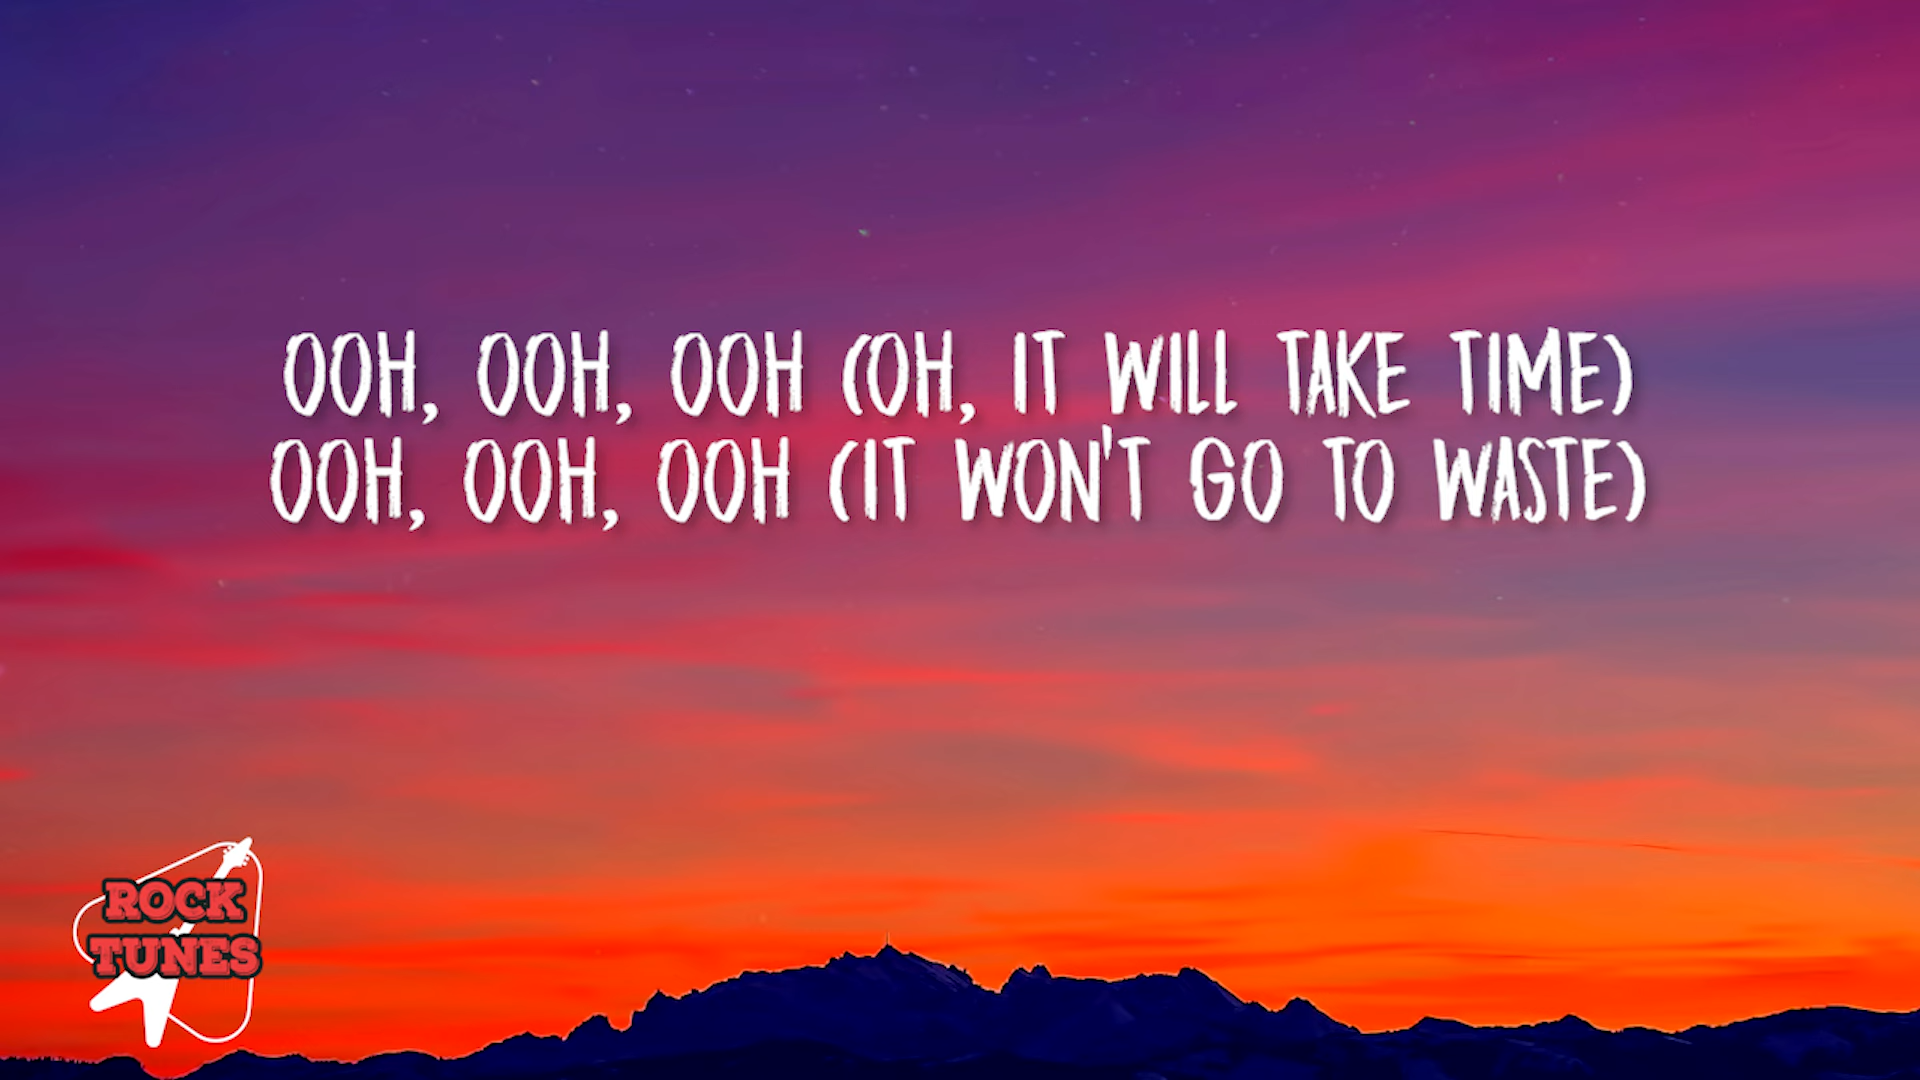 OOH, OOH, OOH (OH, IT WILL TAKE TIME)
OOH, OOH, OOH (IT WON'T GO TO WASTE)
ROCK
TUNES